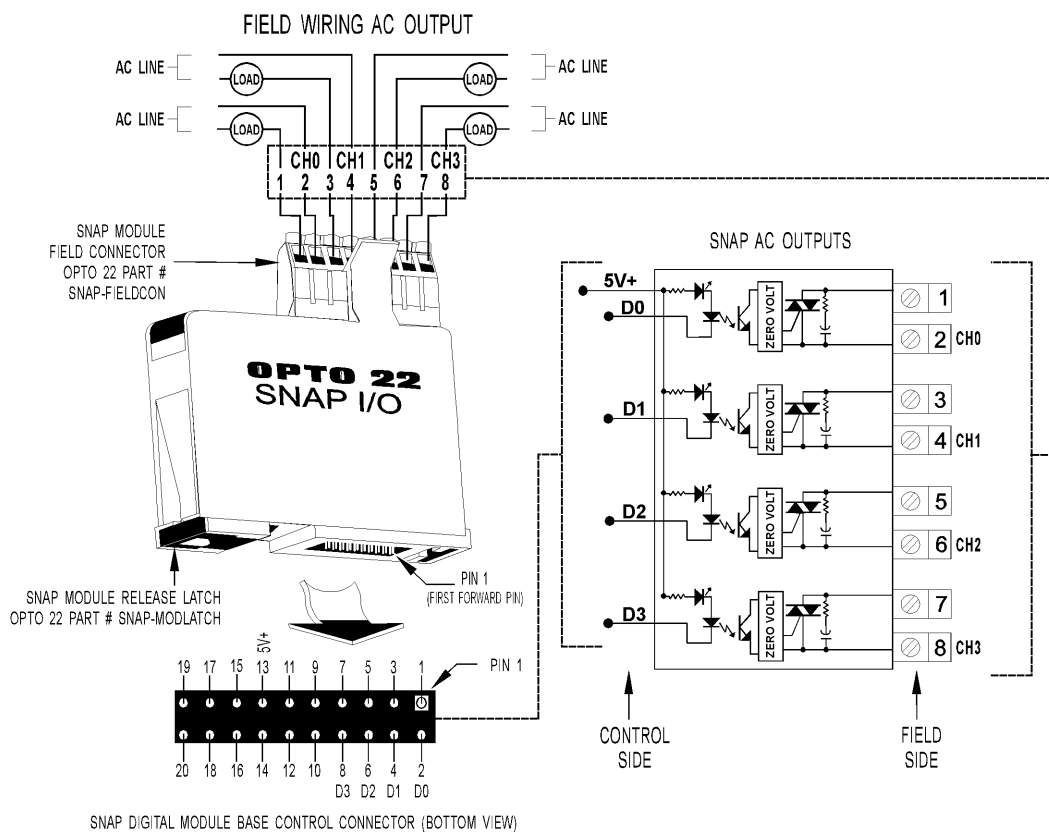 FIELD WIRING AC OUTPUT
AC LINE
LOAD
LOAD
AC LINE
AC LINE
LOAD
LOAD
AC LINE
CH0 CH1 CH2 CH3
1 2 3 4 5 6 7 8
SNAP MODULE
FIELD CONNECTOR
OPTO 22 PART #
SNAP-FIELDCON
OPTO 22
SNAP I/O
SNAP MODULE RELEASE LATCH
OPTO 22 PART # SNAP-MODLATCH
PIN 1
(FIRST FORWARD PIN)
5V+
19 17 15 13 11 9 7 5 3 1
PIN 1
20 18 16 14 12 10 8 6 4 2
D3 D2 D1 D0
SNAP DIGITAL MODULE BASE CONTROL CONNECTOR (BOTTOM VIEW)
SNAP AC OUTPUTS
5V+
D0
ZERO VOLT
1
2 CH0
D1
ZERO VOLT
3
4 CH1
D2
ZERO VOLT
5
6 CH2
D3
ZERO VOLT
7
8 CH3
CONTROL
SIDE
FIELD
SIDE